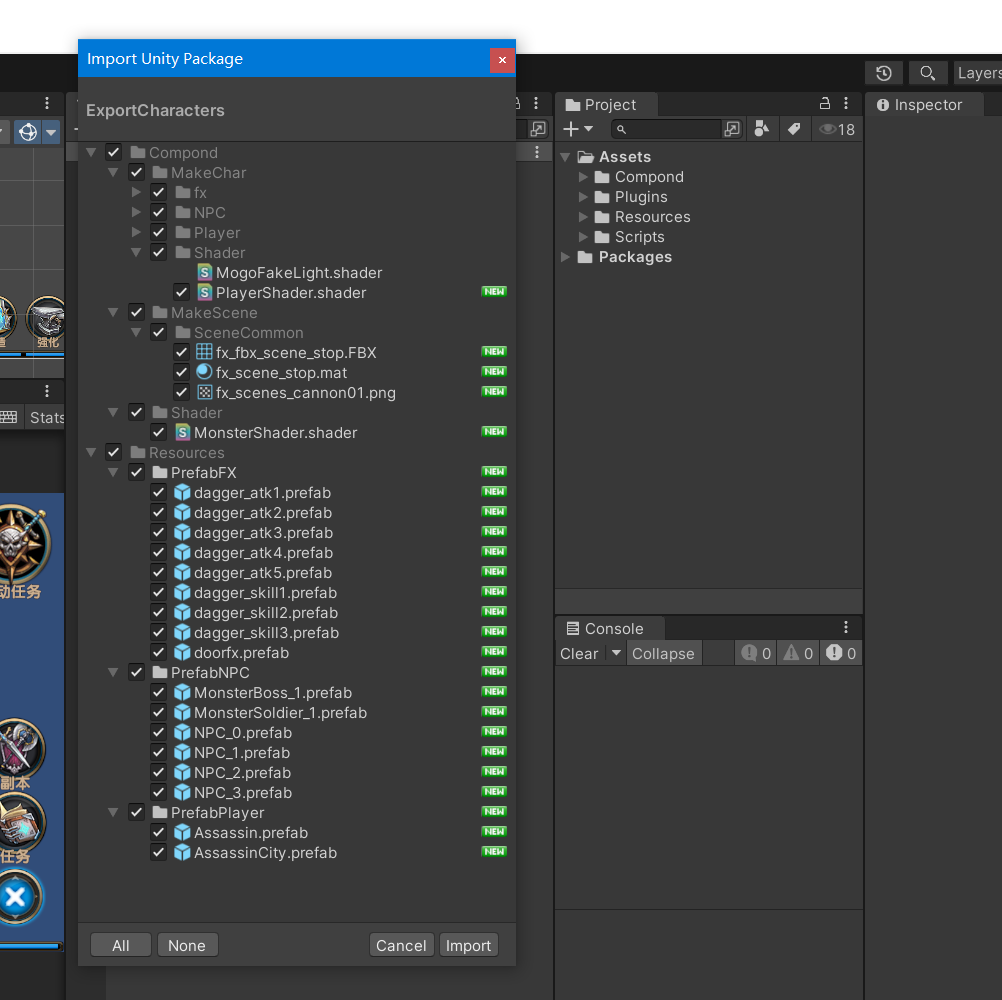 Import Unity Package
ExportCharacters
Compond
MakeChar
fx
NPC
Player
Shader
MogoFakeLight.shader
PlayerShader.shader NEW
MakeScene
SceneCommon
fx_fbx_scene_stop.FBX NEW
fx_scene_stop.mat NEW
fx_scenes_cannon01.png NEW
Shader
MonsterShader.shader NEW
Resources
PrefabFX NEW
dagger_atk1.prefab NEW
dagger_atk2.prefab NEW
dagger_atk3.prefab NEW
dagger_atk4.prefab NEW
dagger_atk5.prefab NEW
dagger_skill1.prefab NEW
dagger_skill2.prefab NEW
dagger_skill3.prefab NEW
doorfx.prefab NEW
PrefabNPC NEW
MonsterBoss_1.prefab NEW
MonsterSoldier_1.prefab NEW
NPC_0.prefab NEW
NPC_1.prefab NEW
NPC_2.prefab NEW
NPC_3.prefab NEW
PrefabPlayer NEW
Assassin.prefab NEW
AssassinCity.prefab NEW
All None Cancel Import
强化
Stats
动任务
副本
任务
Layers
Project
18
Assets
Compond
Plugins
Resources
Scripts
Packages
Console
Clear Collapse 0 0 0
Inspector